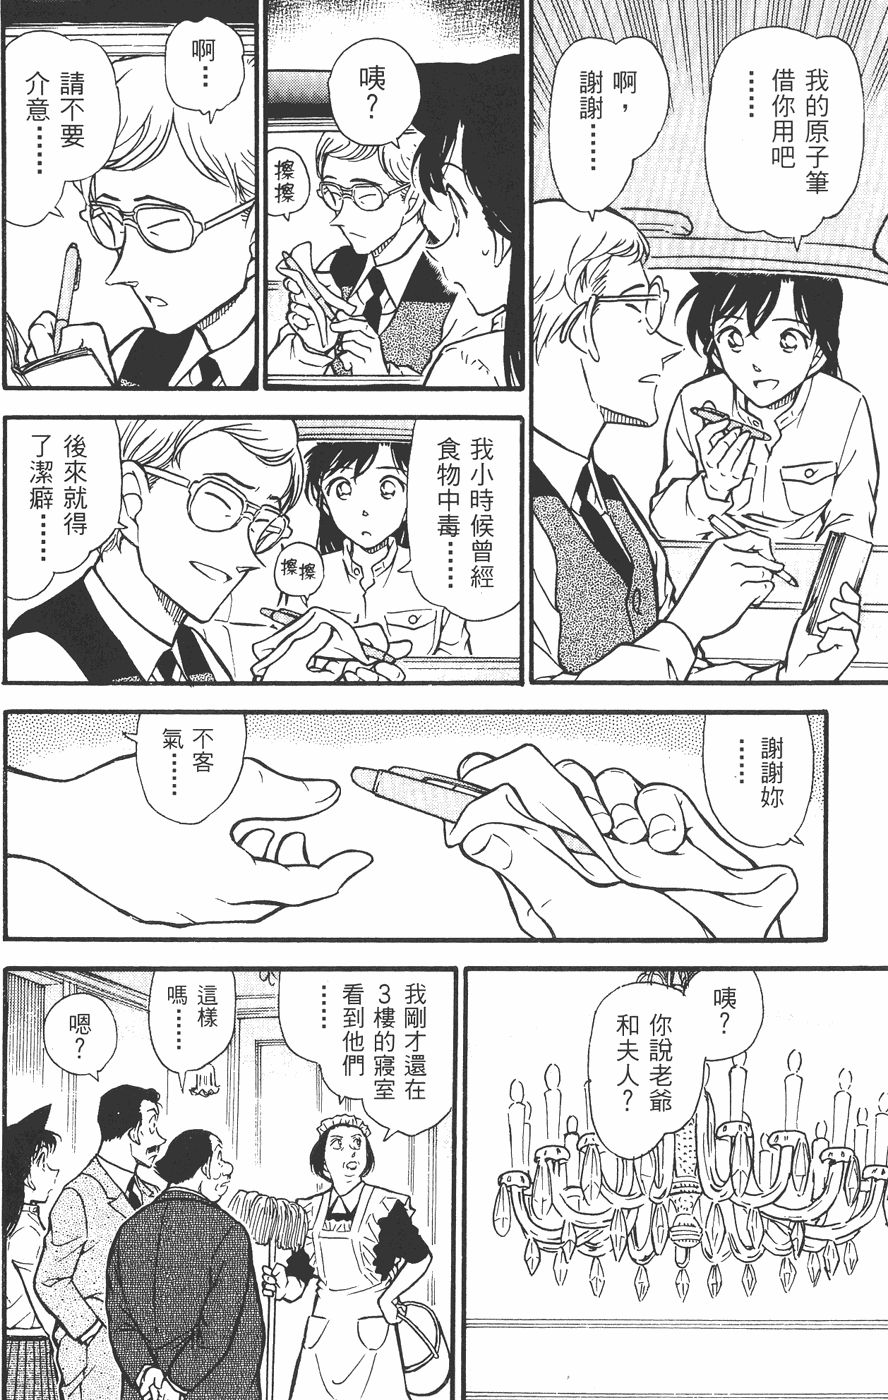 我的原子筆
借你用吧
……
啊，
謝謝……
咦？
擦擦
啊…
請不要
介意……
我小時候曾經
食物中毒……
擦擦
後來就得
了潔癖……
謝謝妳
……
不客
氣……
咦？
你說老爺
和夫人？
我剛才還在
3樓的寢室
看到他們
……
這樣
嗎……
嗯？